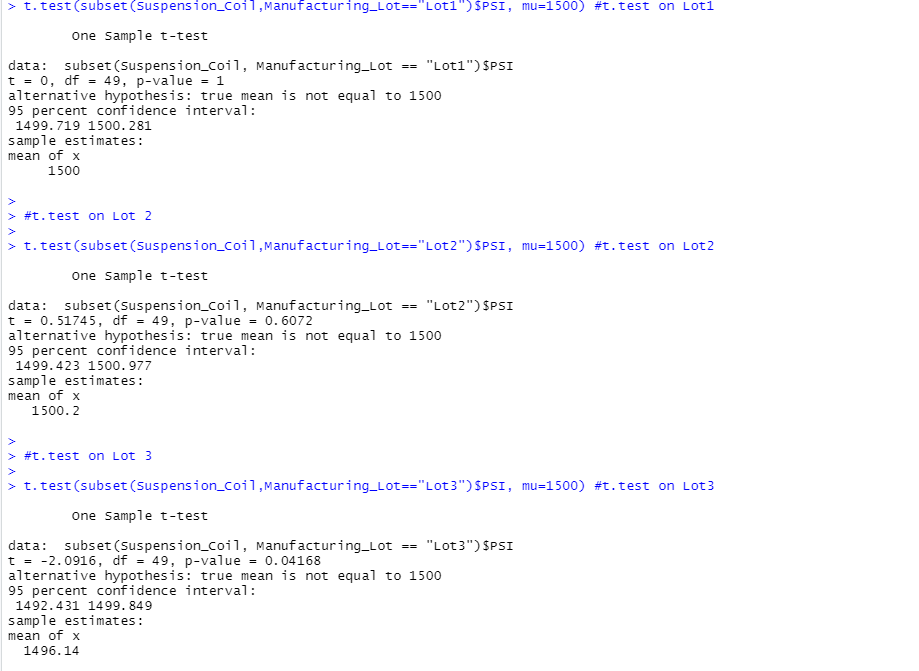 > t.test(subset(Suspension_Coil,Manufacturing_Lot=="Lot1")$PSI, mu=1500) #t.test on Lot1
One Sample t-test
data:  subset(Suspension_Coil, Manufacturing_Lot == "Lot1")$PSI
t = 0, df = 49, p-value = 1
alternative hypothesis: true mean is not equal to 1500
95 percent confidence interval:
1499.719 1500.281
sample estimates:
mean of x
1500
>
> #t.test on Lot 2
>
> t.test(subset(Suspension_Coil,Manufacturing_Lot=="Lot2")$PSI, mu=1500) #t.test on Lot2
One Sample t-test
data:  subset(Suspension_Coil, Manufacturing_Lot == "Lot2")$PSI
t = 0.51745, df = 49, p-value = 0.6072
alternative hypothesis: true mean is not equal to 1500
95 percent confidence interval:
1499.423 1500.977
sample estimates:
mean of x
1500.2
>
> #t.test on Lot 3
>
> t.test(subset(Suspension_Coil,Manufacturing_Lot=="Lot3")$PSI, mu=1500) #t.test on Lot3
One Sample t-test
data:  subset(Suspension_Coil, Manufacturing_Lot == "Lot3")$PSI
t = -2.0916, df = 49, p-value = 0.04168
alternative hypothesis: true mean is not equal to 1500
95 percent confidence interval:
1492.431 1499.849
sample estimates:
mean of x
1496.14